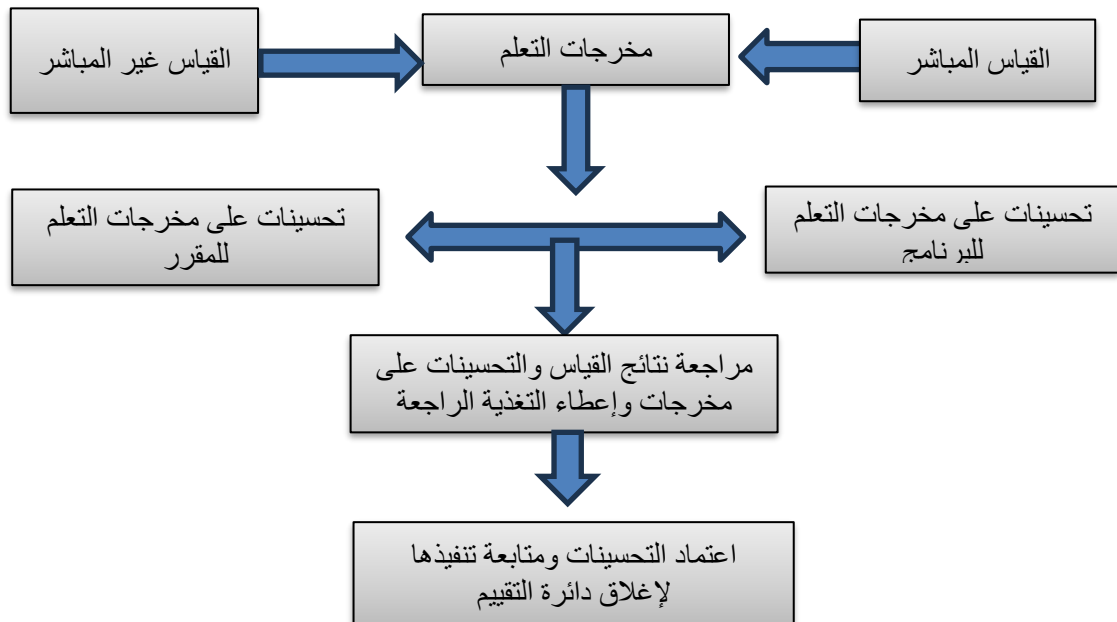 القياس المباشر
مخرجات التعلم
القياس غير المباشر
تحسينات على مخرجات التعلم
للبرنامج
تحسينات على مخرجات التعلم
للمقرر
مراجعة نتائج القياس والتحسينات على
مخرجات وإعطاء التغذية الراجعة
اعتماد التحسينات ومتابعة تنفيذها
لإغلاق دائرة التقييم